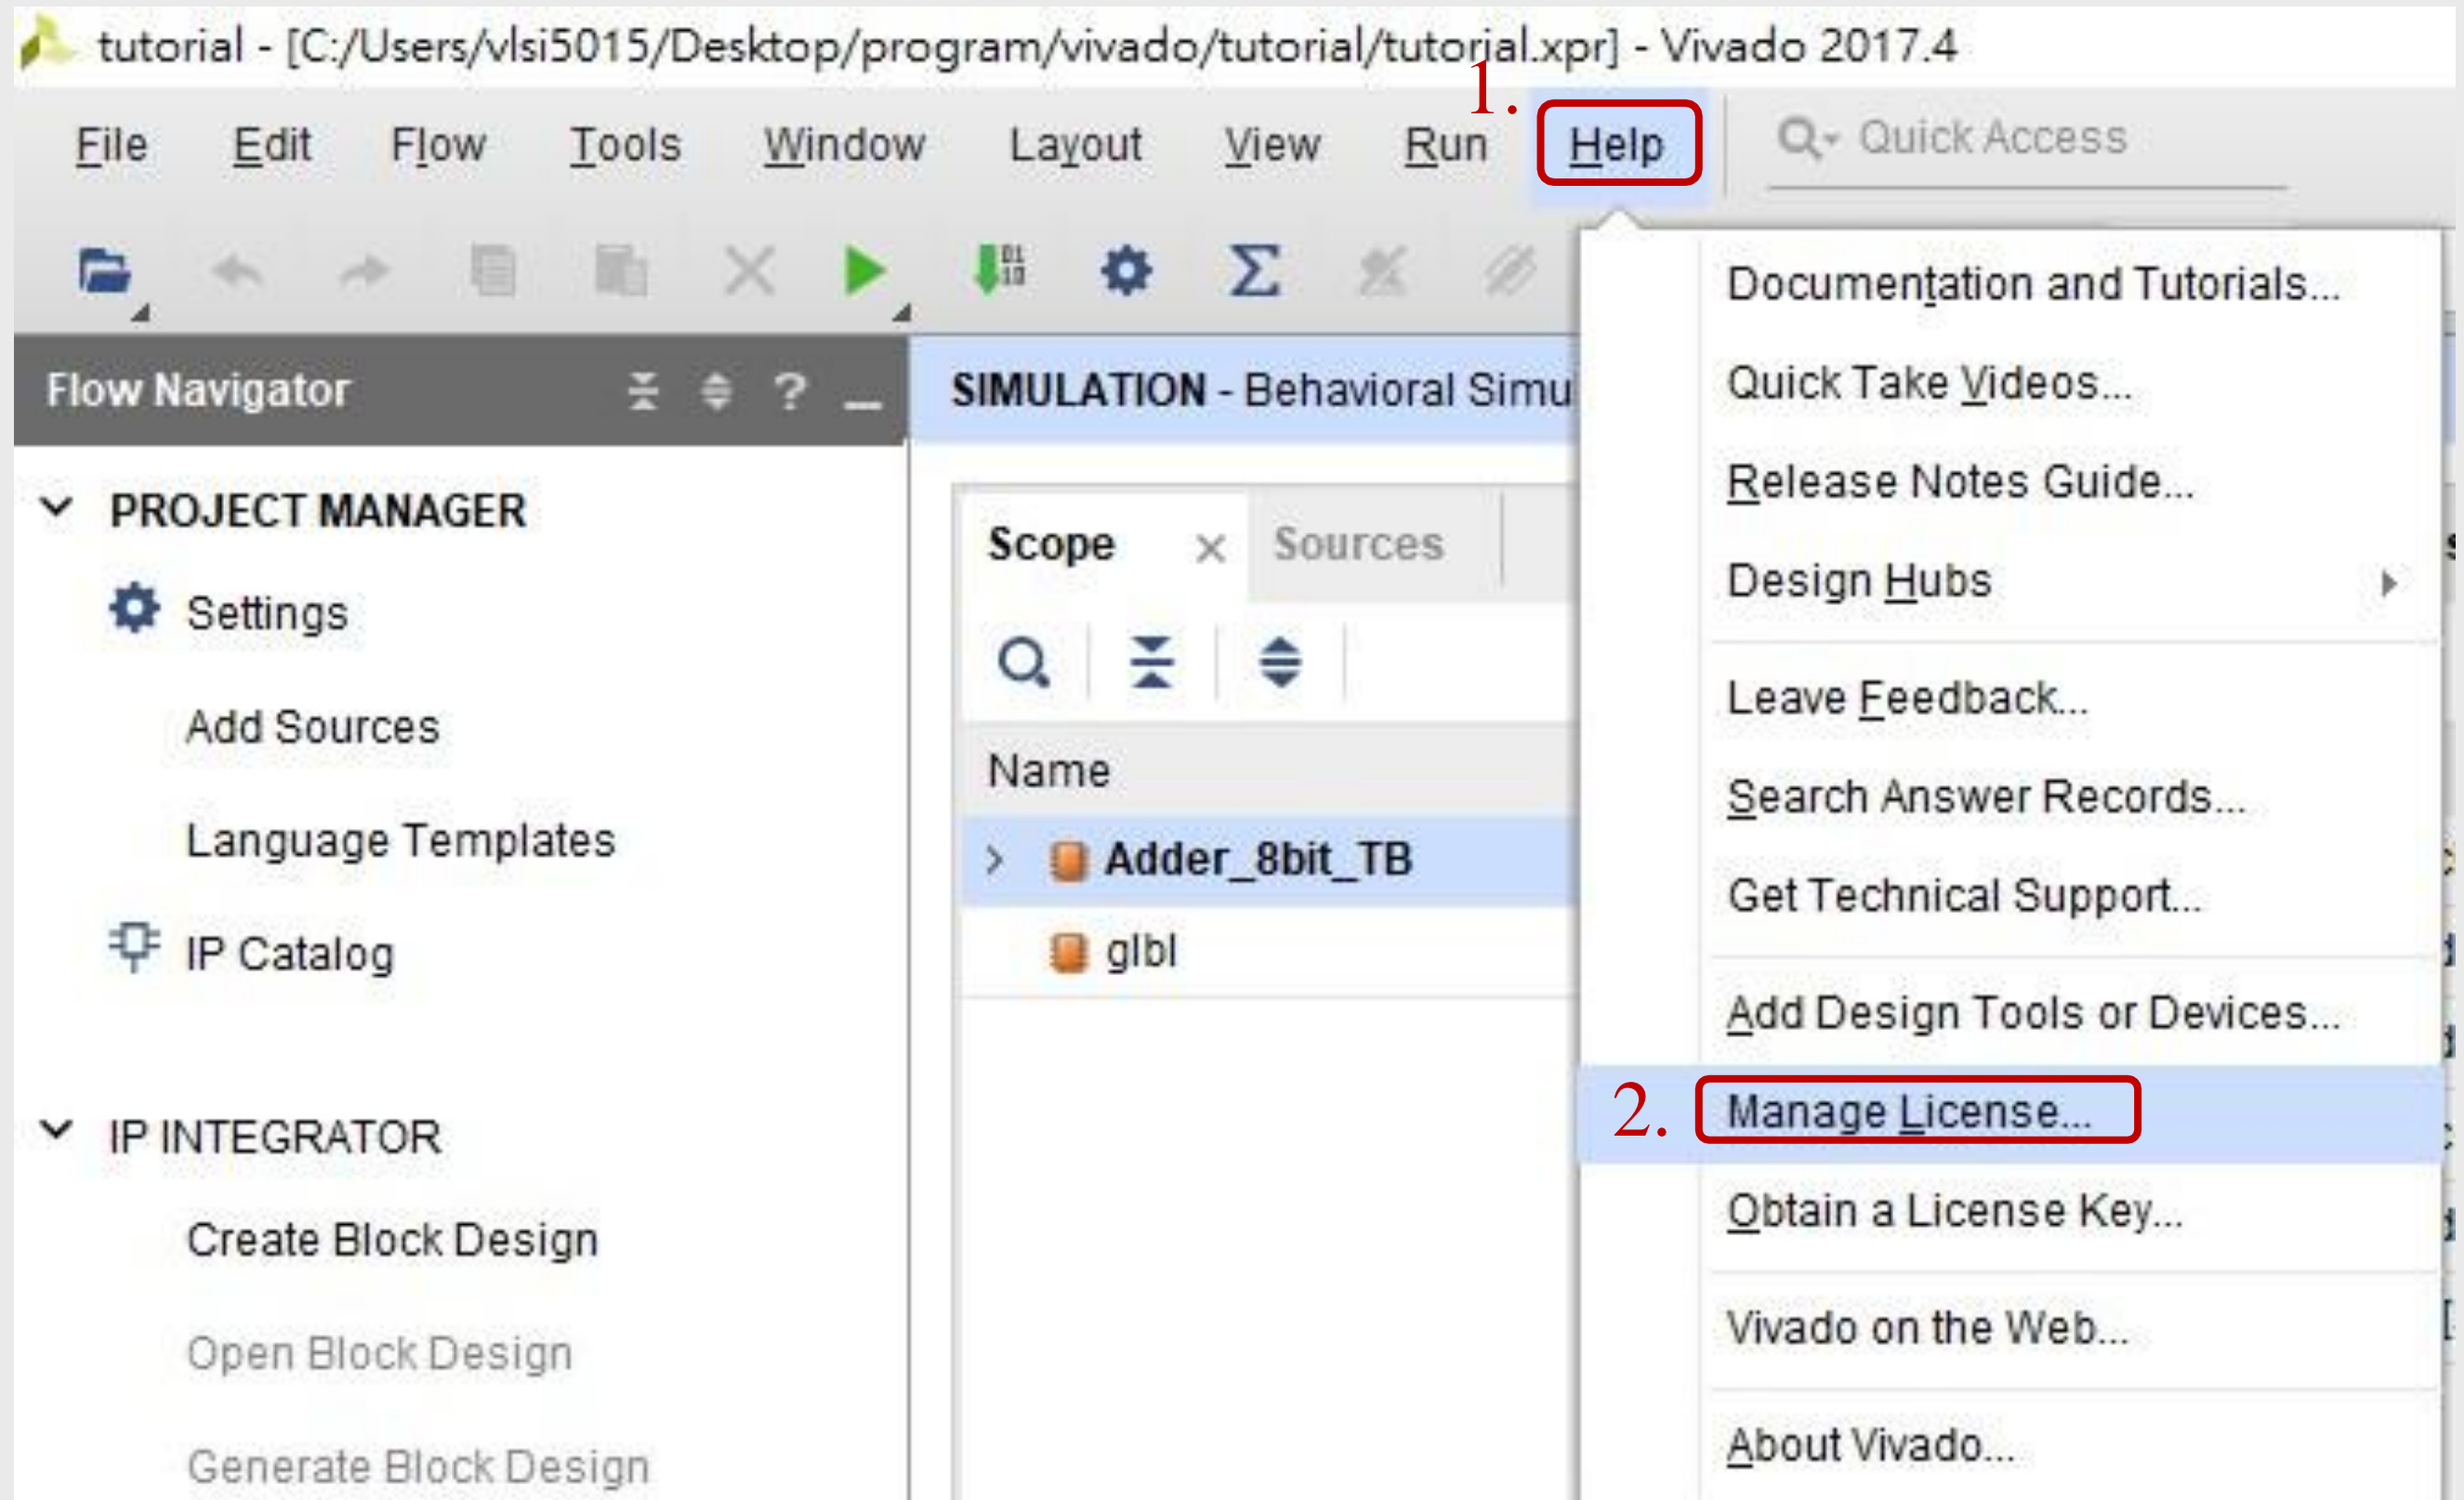 tutorial - [C:/Users/vlsi5015/Desktop/program/vivado/tutorial/tutorial.xpr] - Vivado 2017.4
1.
File Edit Flow Tools Window Layout View Run Help Quick Access
Flow Navigator ?
SIMULATION - Behavioral Simu
PROJECT MANAGER
Settings
Add Sources
Language Templates
IP Catalog
IP INTEGRATOR
Create Block Design
Open Block Design
Generate Block Design
Scope Sources
Name
Adder_8bit_TB
glbl
Documentation and Tutorials...
Quick Take Videos...
Release Notes Guide...
Design Hubs
Leave Feedback...
Search Answer Records...
Get Technical Support...
Add Design Tools or Devices...
2. Manage License...
Obtain a License Key...
Vivado on the Web...
About Vivado...